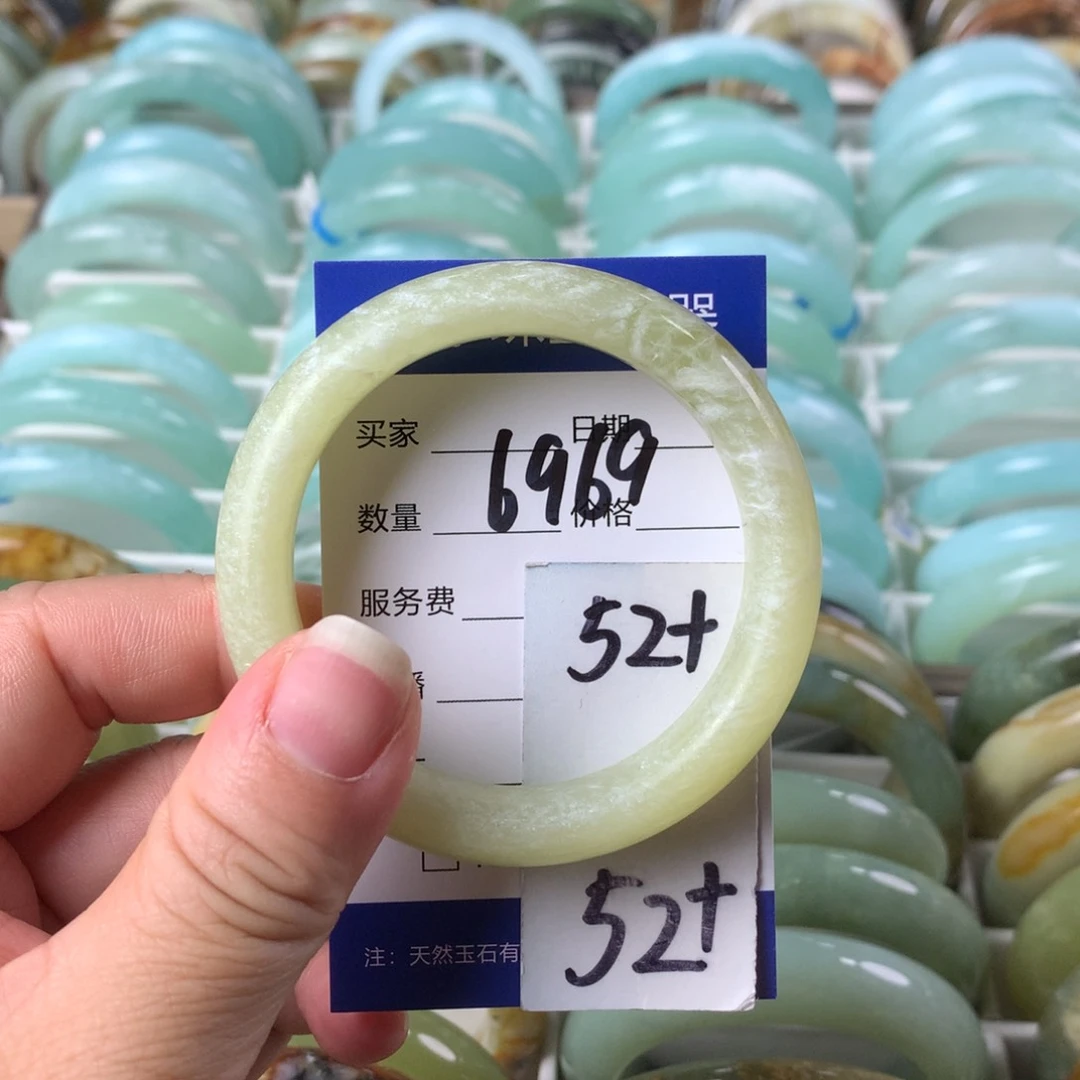 器
买家 日期
6969
数量 价格
服务费
52+
52+
注：天然玉石有